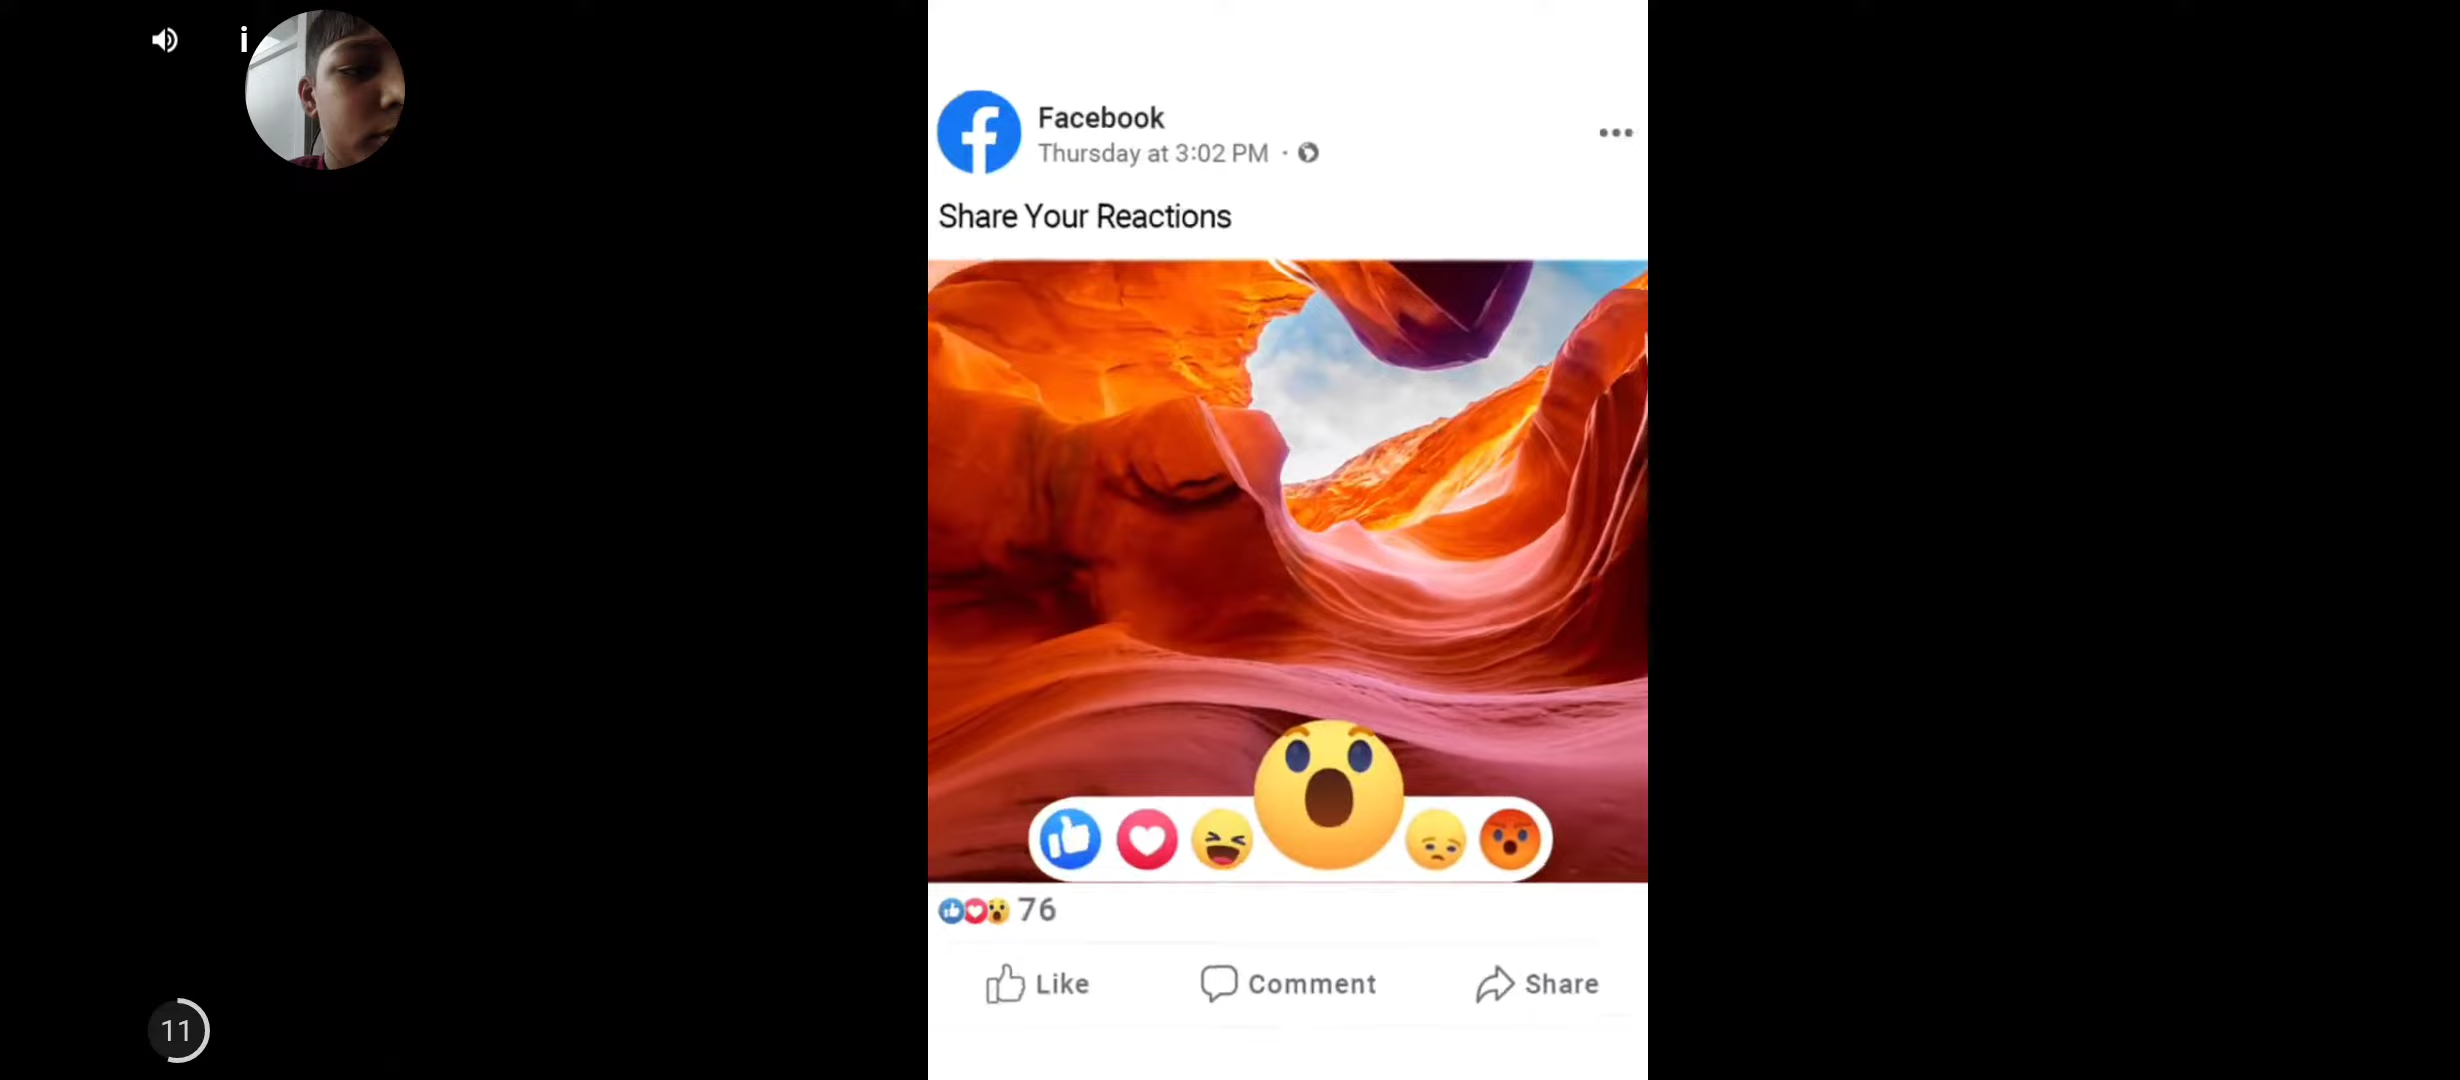 i
Facebook
Thursday at 3:02 PM ·
Share Your Reactions
76
Like
Comment
Share
11